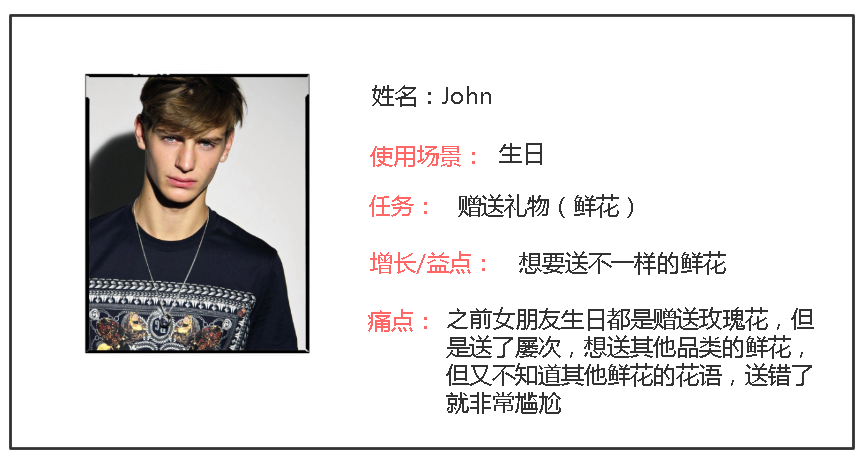 姓名：John
使用场景： 生日
任务： 赠送礼物（鲜花）
增长/益点： 想要送不一样的鲜花
痛点： 之前女朋友生日都是赠送玫瑰花，但
是送了屡次，想送其他品类的鲜花，
但又不知道其他鲜花的花语，送错了
就非常尴尬